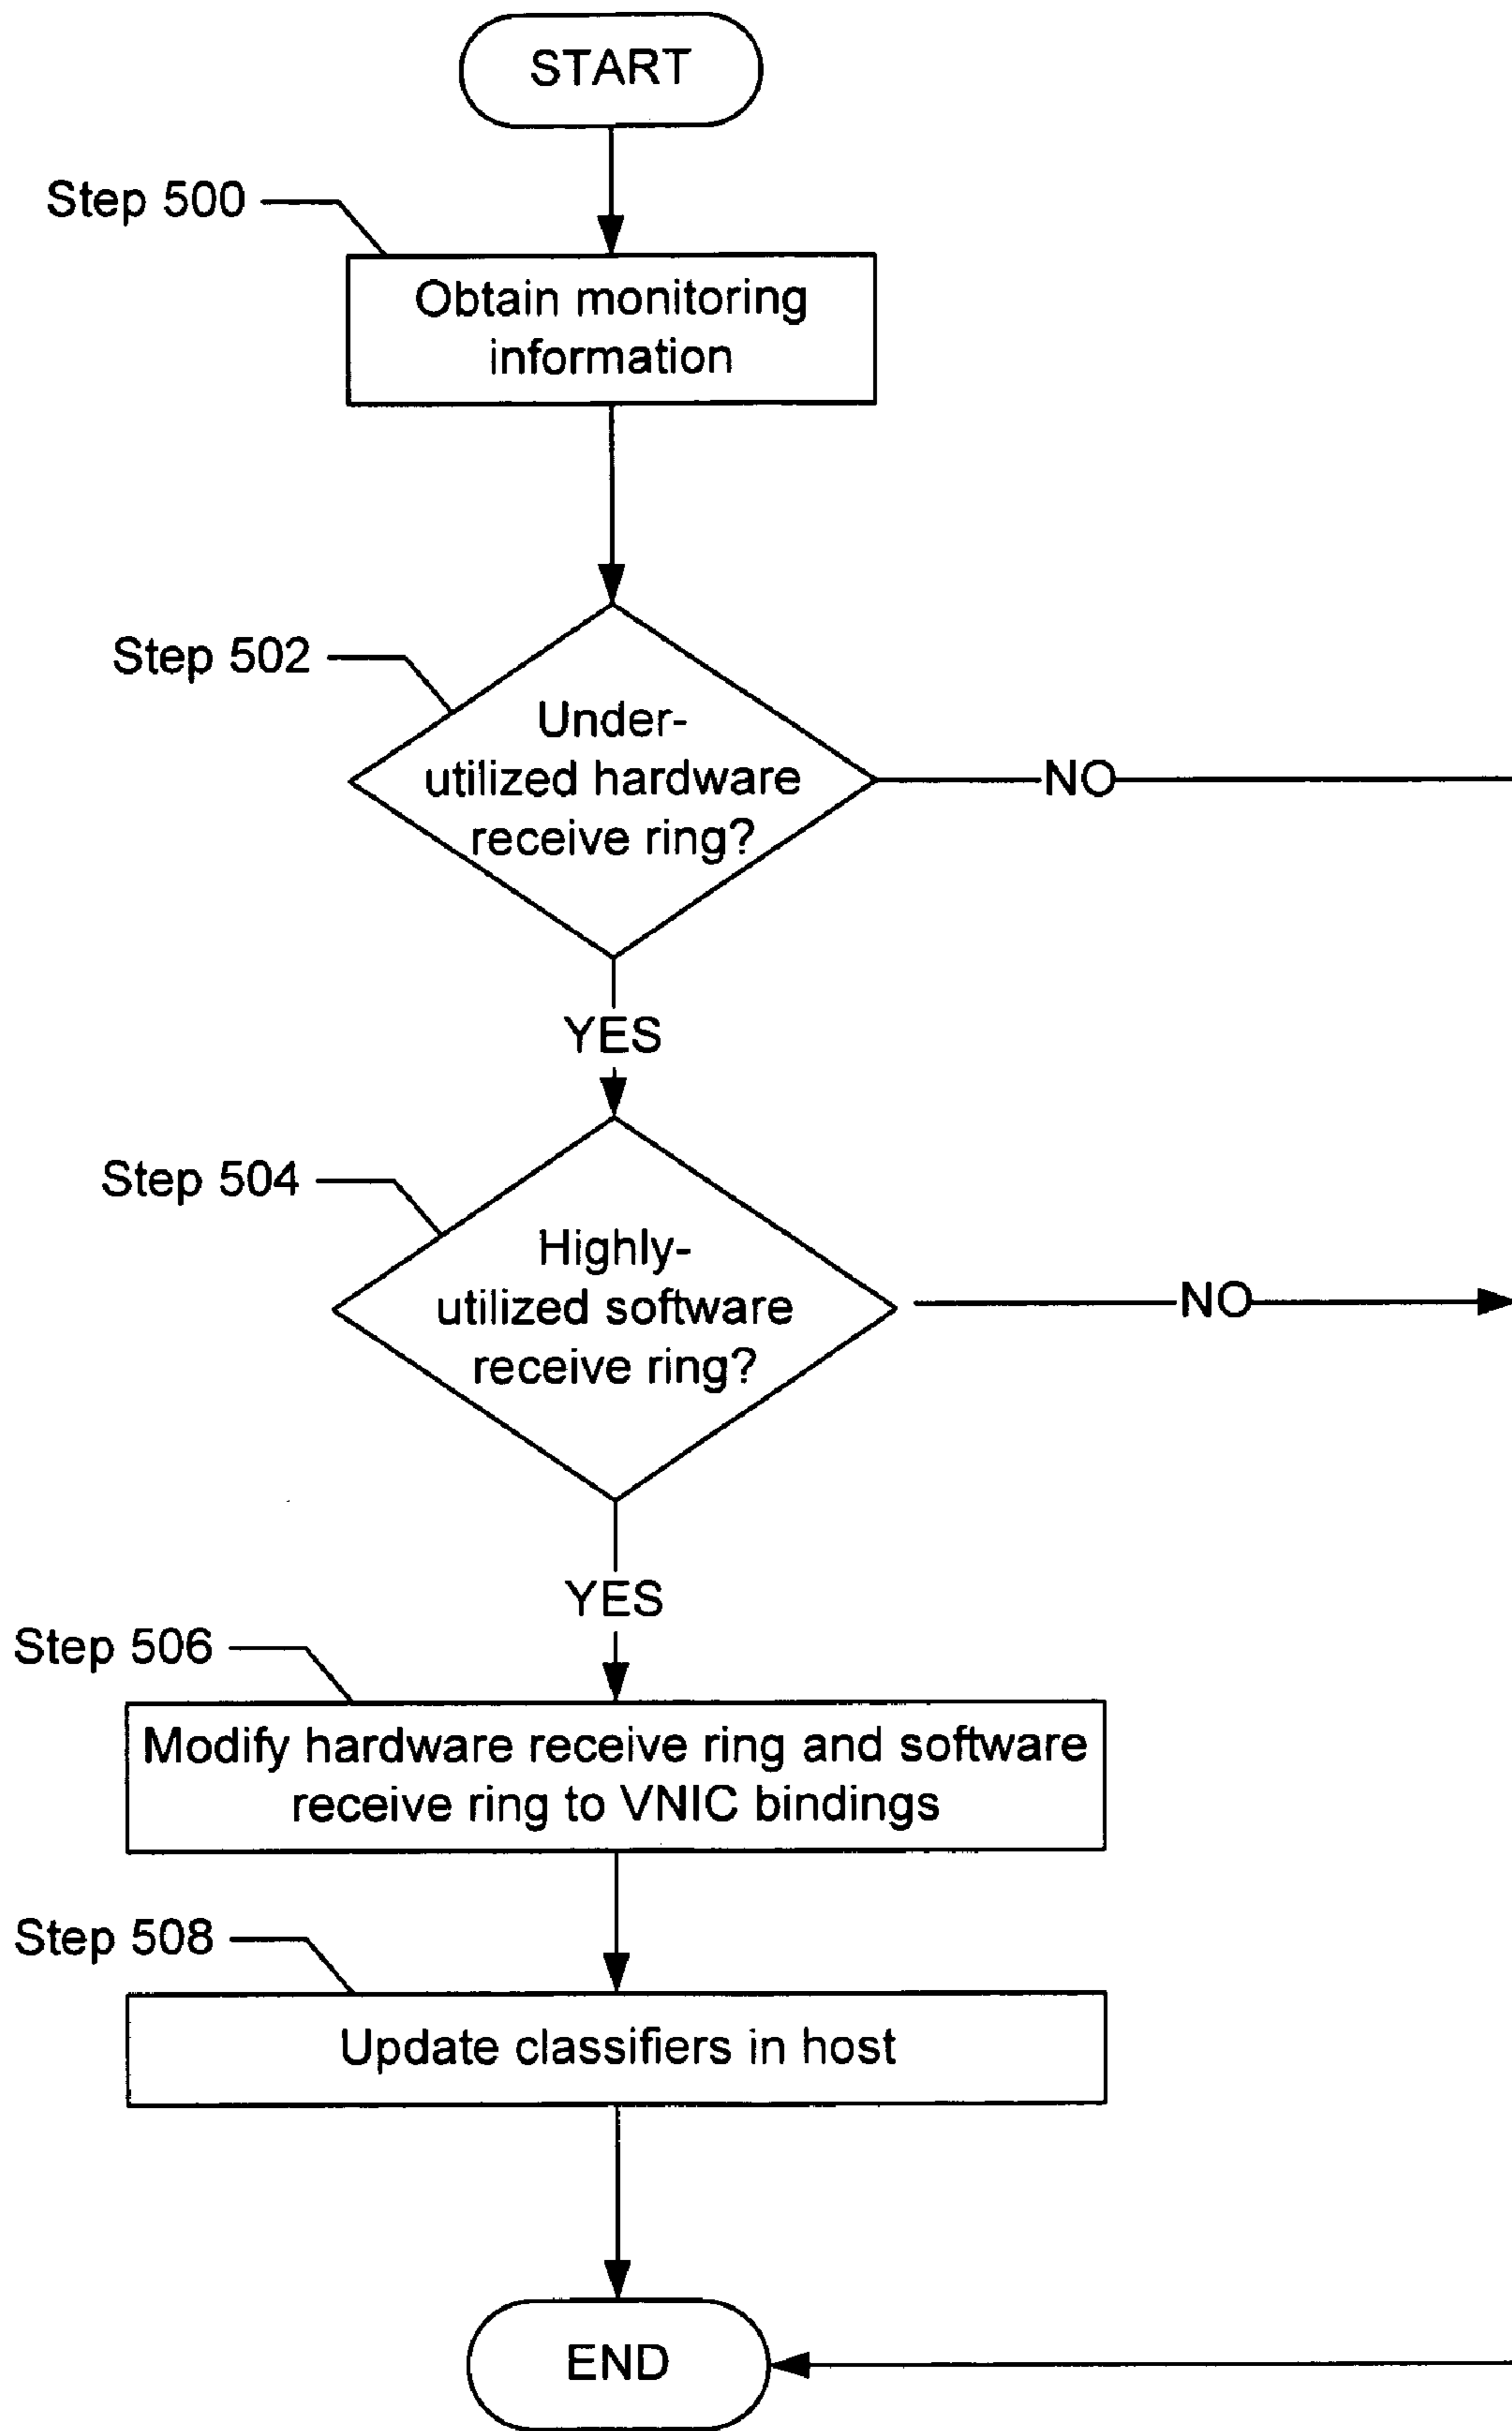 START
Step 500
Obtain monitoring
information
Step 502
Under-
utilized hardware
receive ring?
NO
YES
Step 504
Highly-
utilized software
receive ring?
NO
YES
Step 506
Modify hardware receive ring and software
receive ring to VNIC bindings
Step 508
Update classifiers in host
END